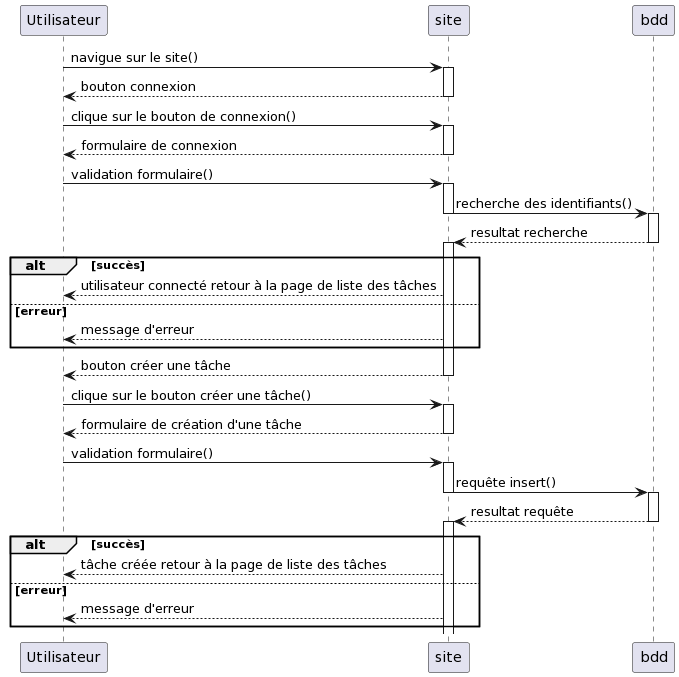 Utilisateur site bdd
navigue sur le site()
bouton connexion
clique sur le bouton de connexion()
formulaire de connexion
validation formulaire()
recherche des identifiants()
resultat recherche
alt [succès]
utilisateur connecté retour à la page de liste des tâches
[erreur]
message d'erreur
bouton créer une tâche
clique sur le bouton créer une tâche()
formulaire de création d'une tâche
validation formulaire()
requête insert()
resultat requête
alt [succès]
tâche créée retour à la page de liste des tâches
[erreur]
message d'erreur
Utilisateur site bdd